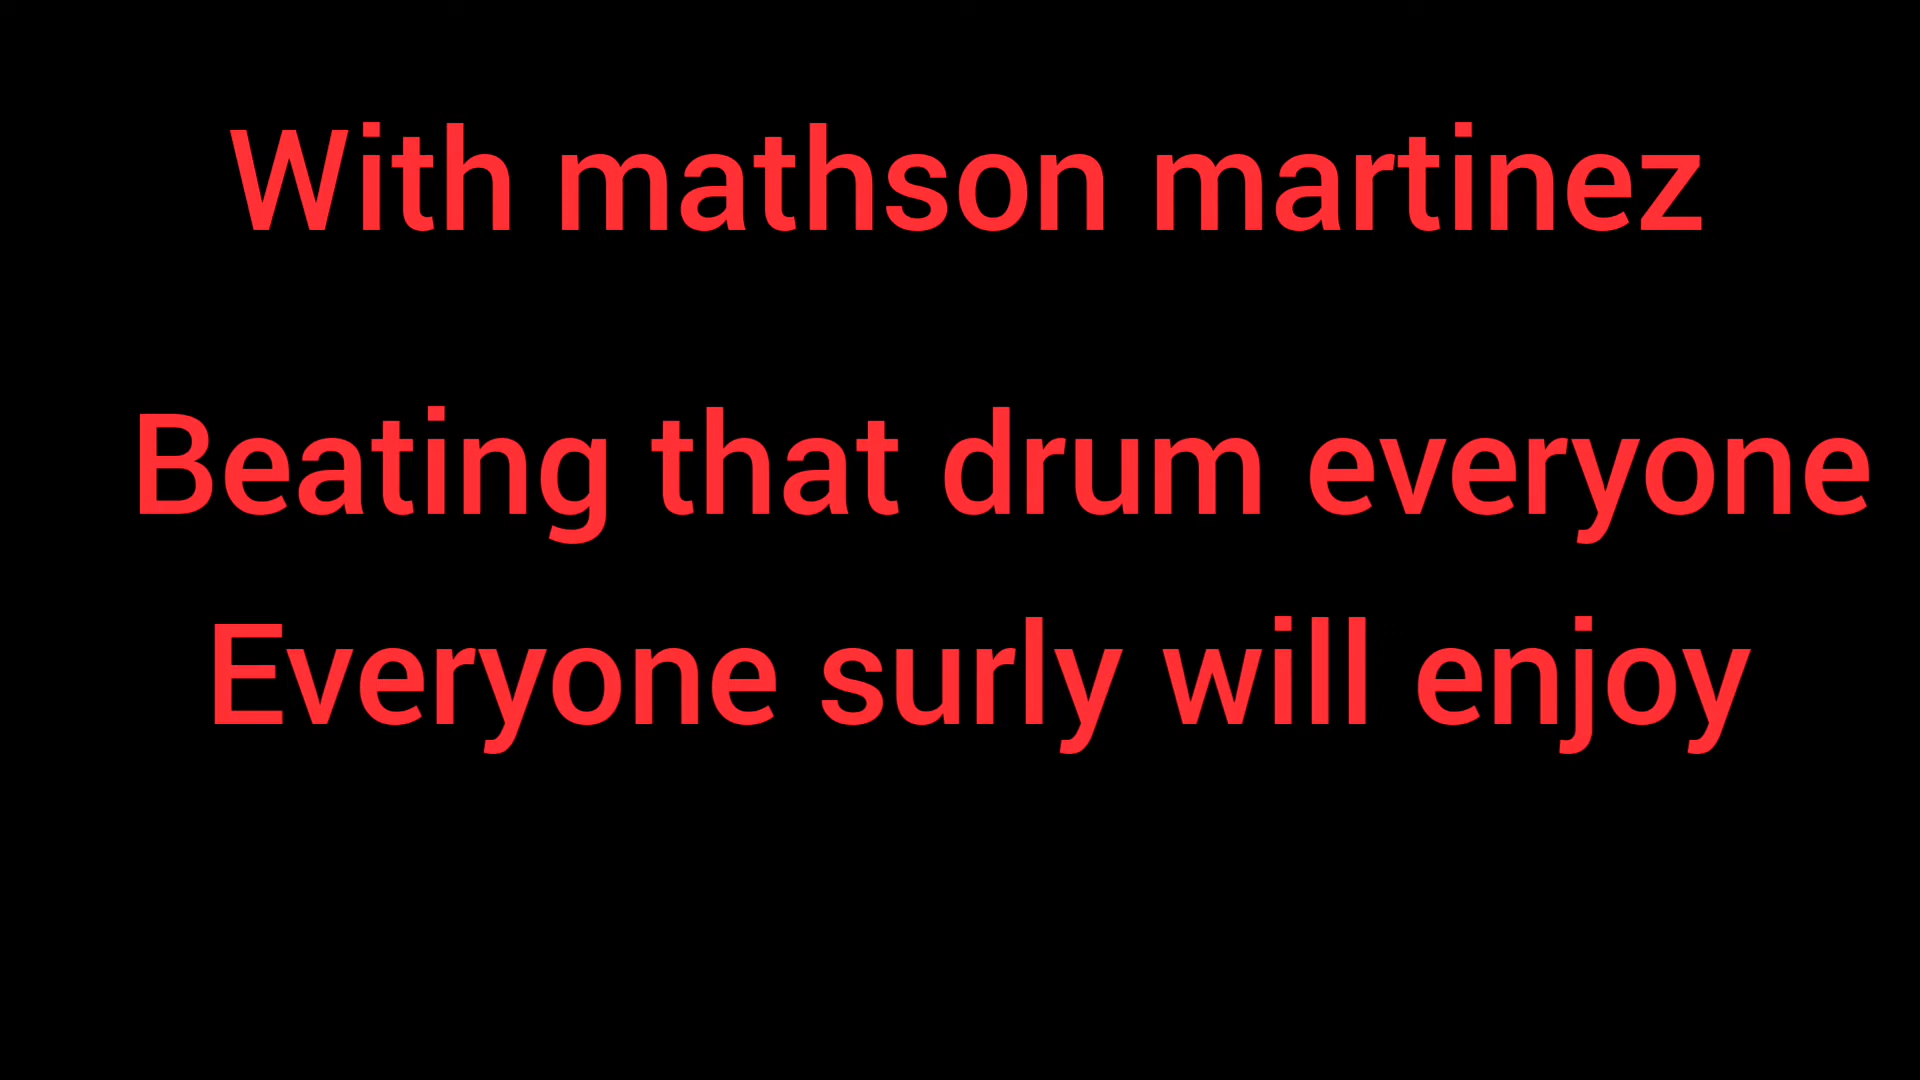 With mathson martinez
Beating that drum everyone
Everyone surly will enjoy